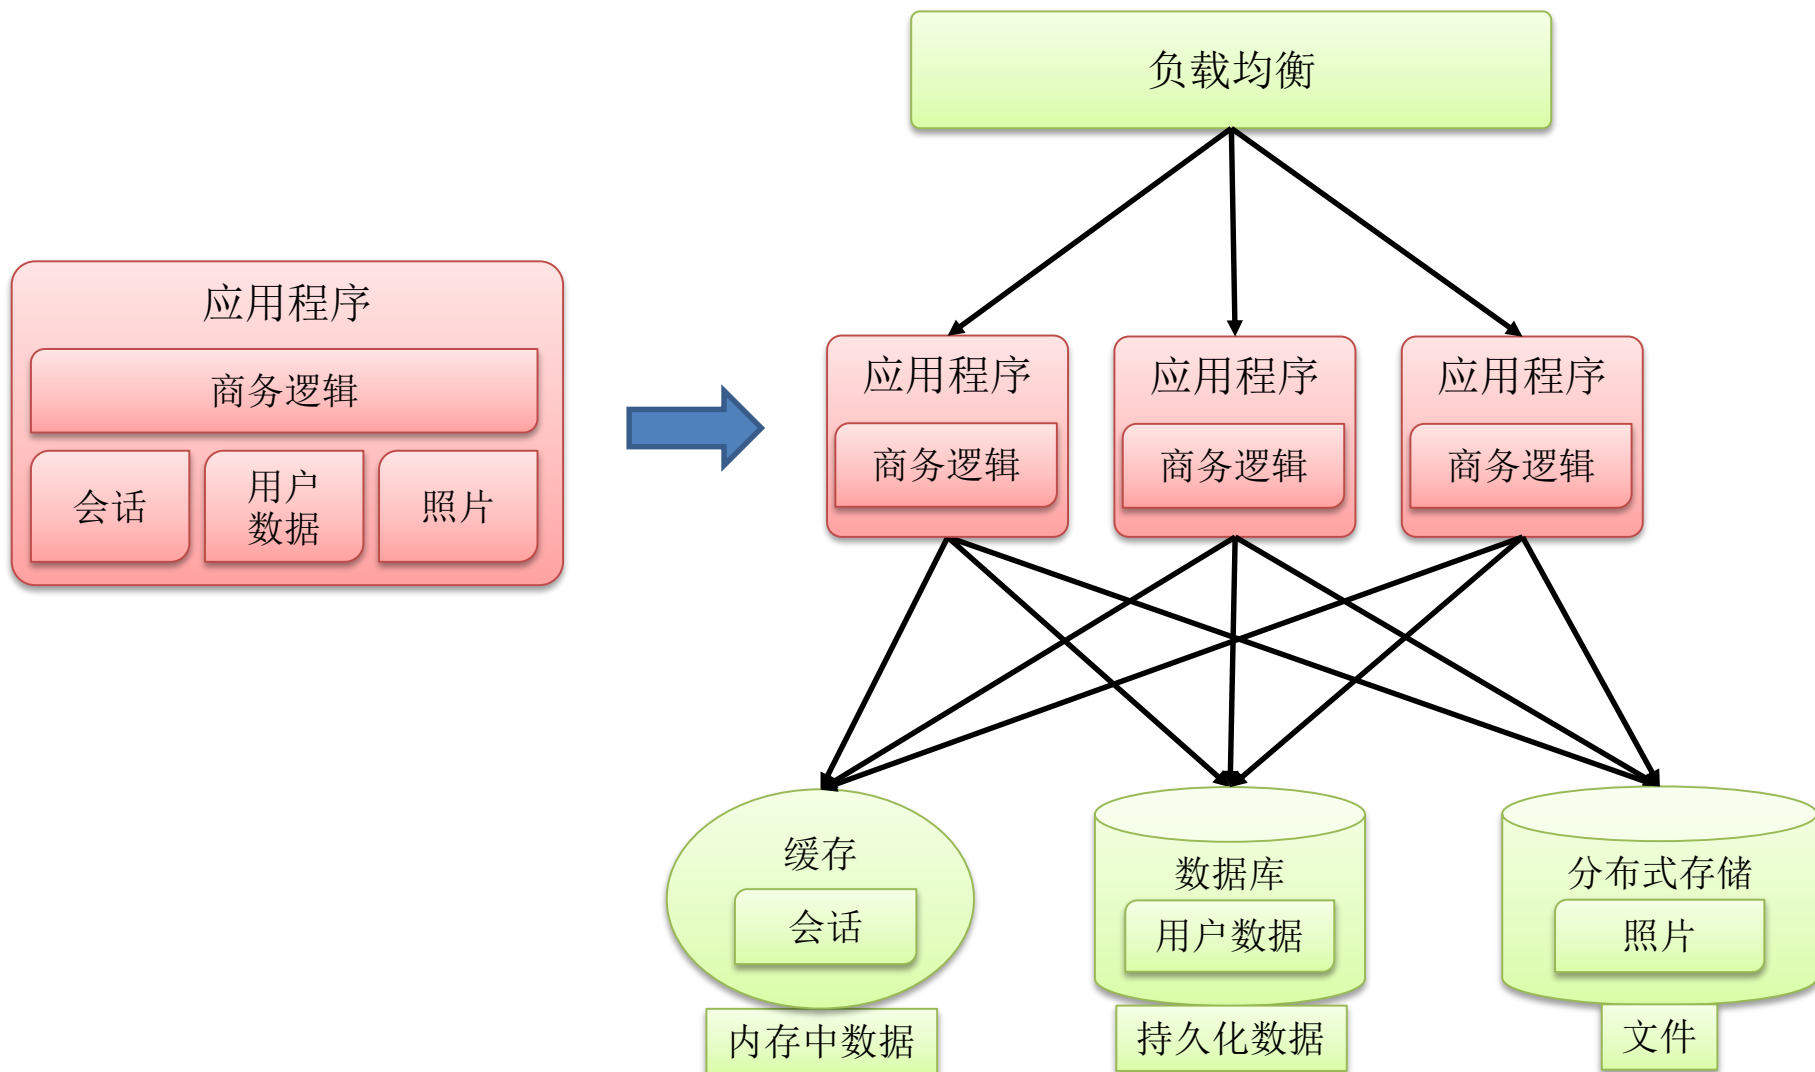 负载均衡
应用程序
商务逻辑
会话
用户
数据
照片
应用程序
商务逻辑
应用程序
商务逻辑
应用程序
商务逻辑
缓存
会话
内存中数据
数据库
用户数据
持久化数据
分布式存储
照片
文件